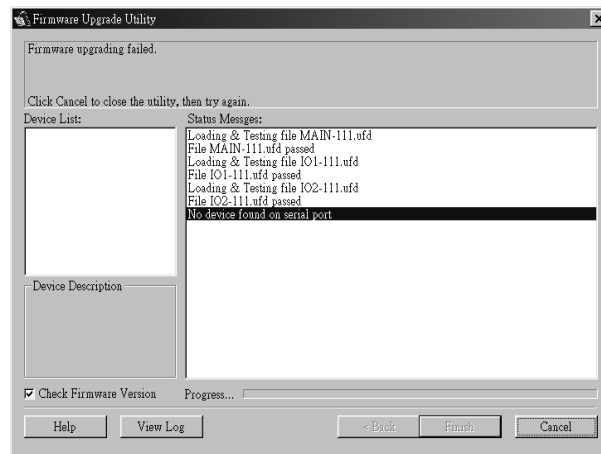 Firmware Upgrade Utility
Firmware upgrading failed.
Click Cancel to close the utility, then try again.
Device List:
Status Messges:
Loading & Testing file MAIN-111.ufd
File MAIN-111.ufd passed
Loading & Testing file IO1-111.ufd
File IO1-111.ufd passed
Loading & Testing file IO2-111.ufd
File IO2-111.ufd passed
No device found on serial port
Device Description
Check Firmware Version
Progress...
Help
View Log
< Back
Finish
Cancel